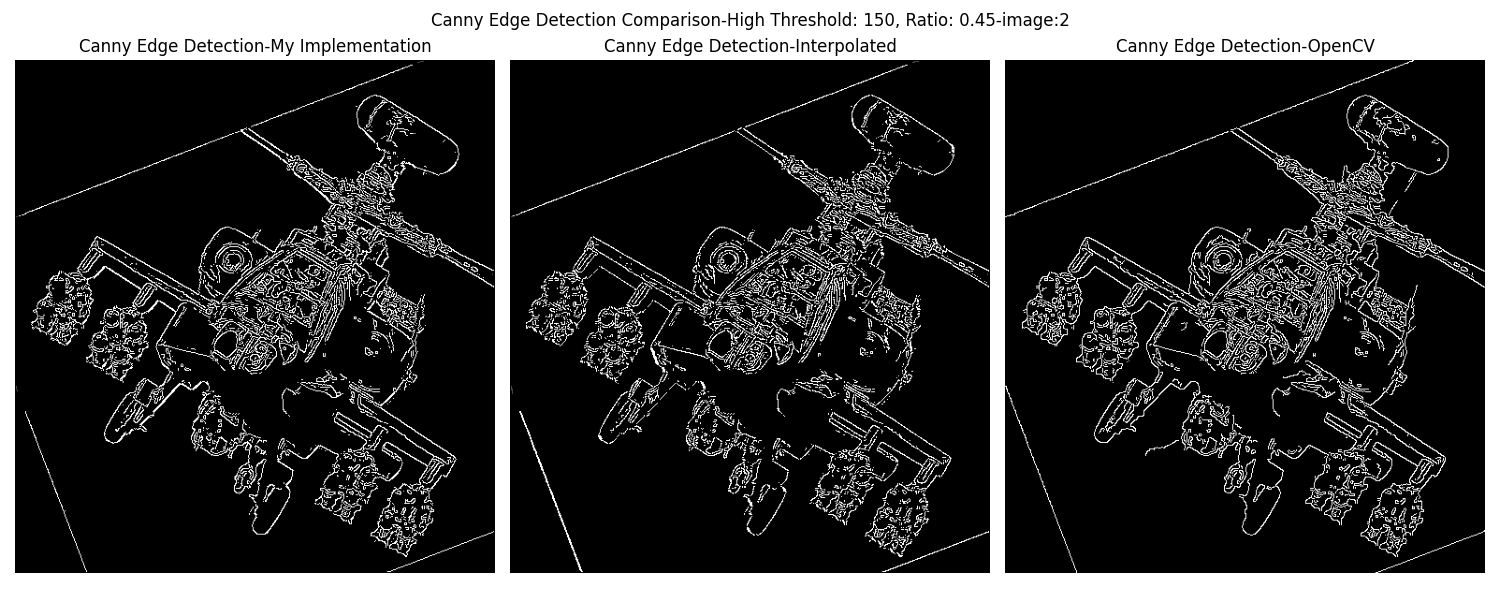 Canny Edge Detection Comparison-High Threshold: 150, Ratio: 0.45-image:2
Canny Edge Detection-My Implementation
Canny Edge Detection-Interpolated
Canny Edge Detection-OpenCV